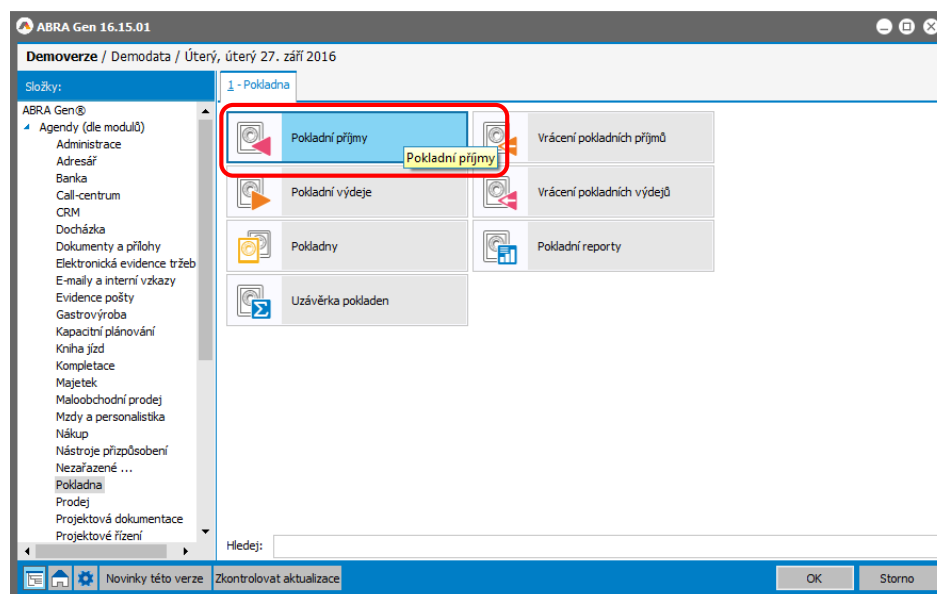 ABRA Gen 16.15.01
Demoverze / Demodata / Úterý, úterý 27. září 2016
Složky:
1 - Pokladna
ABRA Gen®
Agendy (dle modulů)
Administrace
Adresář
Banka
Call-centrum
CRM
Docházka
Dokumenty a přílohy
Elektronická evidence tržeb
E-maily a interní vzkazy
Evidence pošty
Gastrovýroba
Kapacitní plánování
Kniha jízd
Kompletace
Majetek
Maloobchodní prodej
Mzdy a personalistika
Nákup
Nástroje přizpůsobení
Nezařazené ...
Pokladna
Prodej
Projektová dokumentace
Projektové řízení
Pokladní příjmy
Vrácení pokladních příjmů
Pokladní příjmy
Pokladní výdeje
Vrácení pokladních výdejů
Pokladny
Pokladní reporty
Uzávěrka pokladen
Hledej:
Novinky této verze
Zkontrolovat aktualizace
OK
Storno